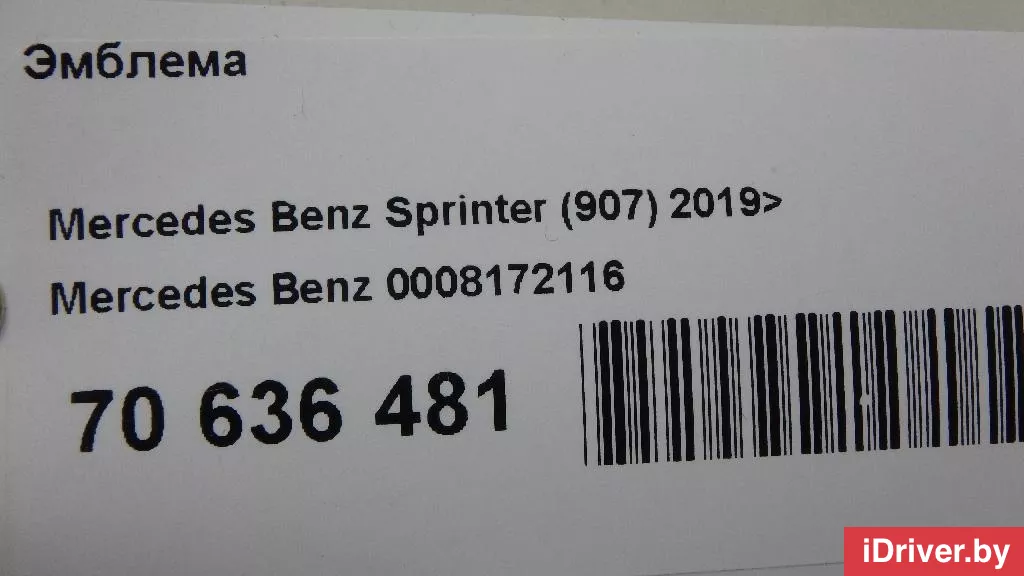 Эмблема
Mercedes Benz Sprinter (907) 2019>
Mercedes Benz 0008172116
70 636 481
iDriver.by